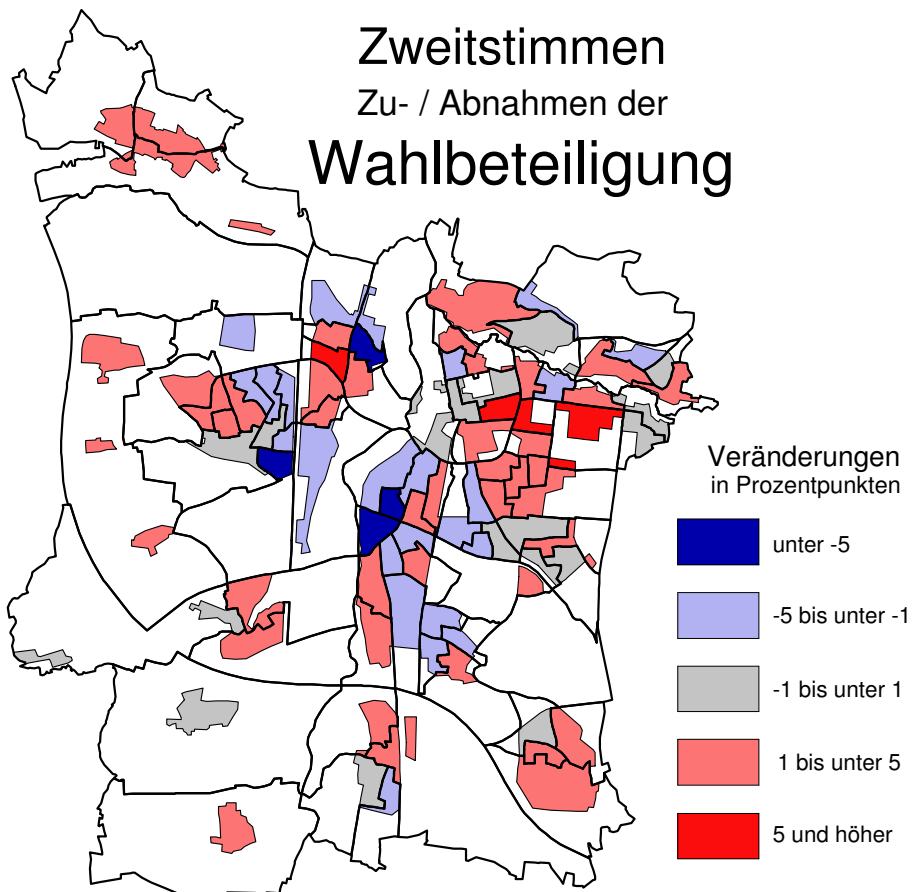 Zweitstimmen
Zu- / Abnahmen der
Wahlbeteiligung
Veränderungen
in Prozentpunkten
unter -5
-5 bis unter -1
-1 bis unter 1
1 bis unter 5
5 und höher